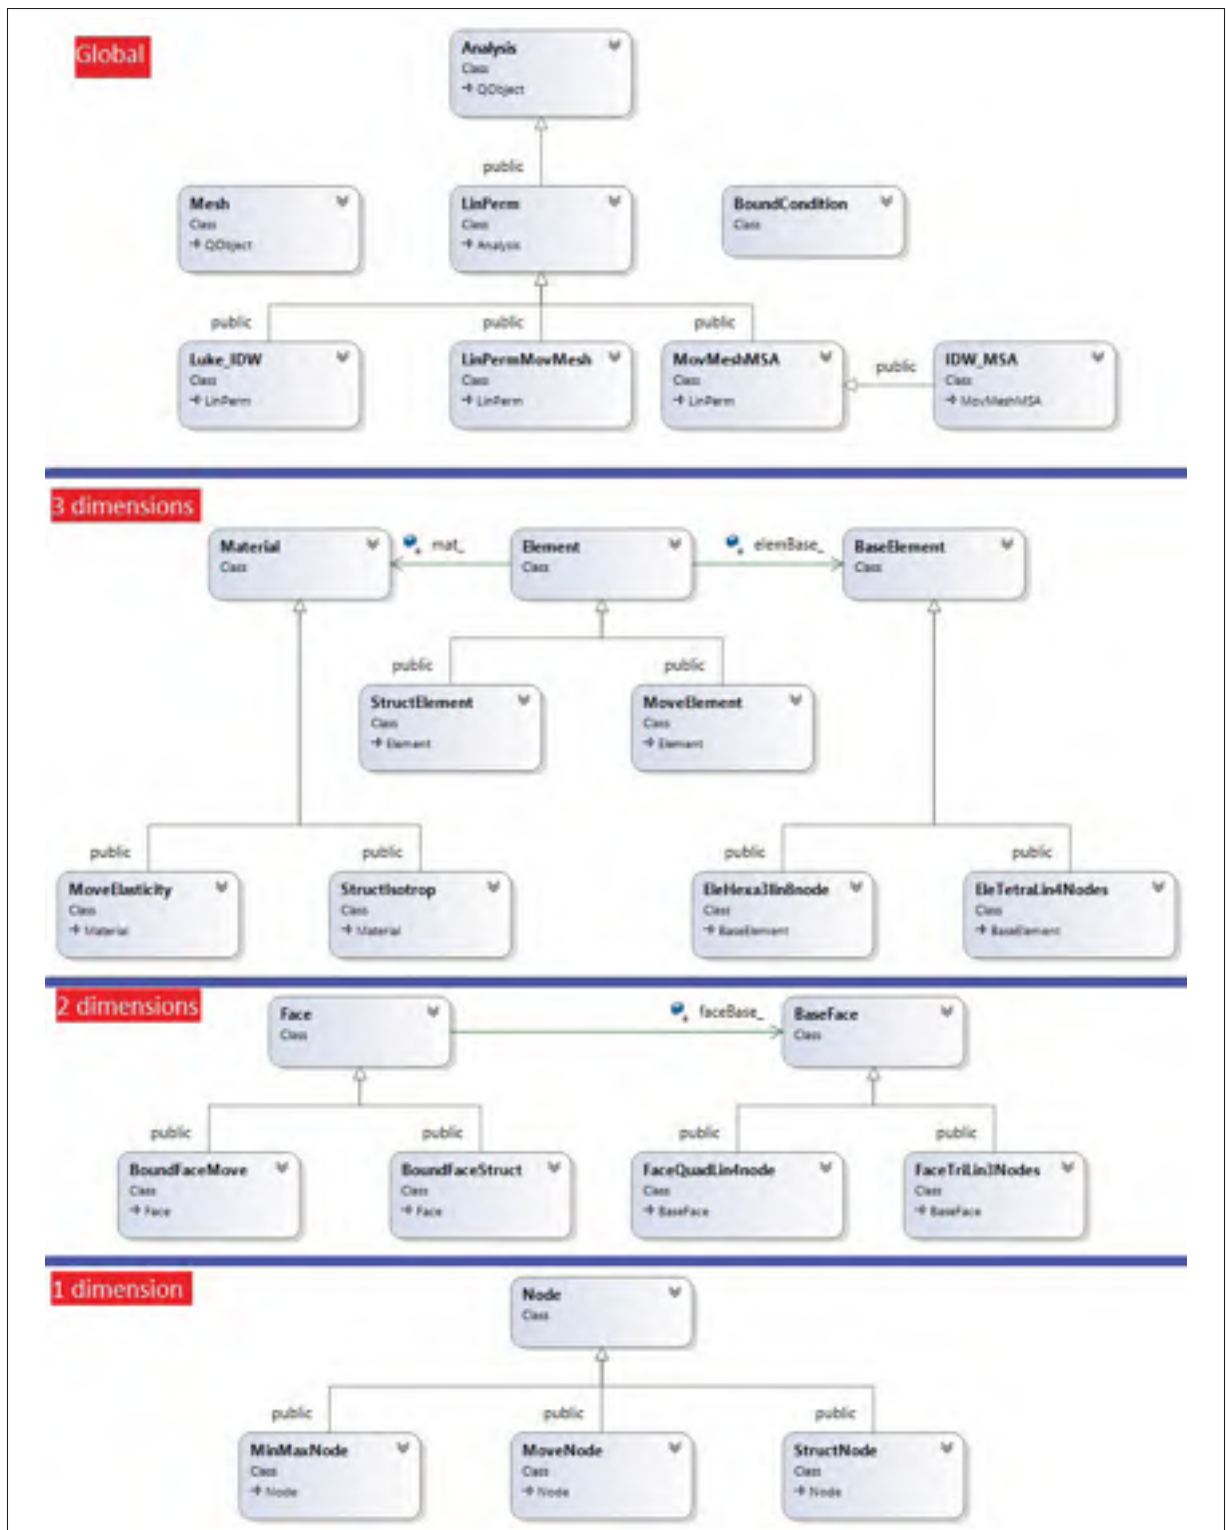 Global
Analysis
Class
QObject
public
Mesh
Class
QObject
LinPerm
Class
Analysis
BoundCondition
Class
public
public
public
Luke_IDW
Class
LinPerm
LinPermMovMesh
Class
LinPerm
MovMeshMSA
Class
LinPerm
public
IDW_MSA
Class
MovMeshMSA
3 dimensions
Material
Class
mat_
Element
Class
elemBase_
BaseElement
Class
public
public
StructElement
Class
Element
MoveElement
Class
Element
public
public
public
public
MoveElasticity
Class
Material
StructIsotrop
Class
Material
EleHexa3lin8node
Class
BaseElement
EleTetraLin4Nodes
Class
BaseElement
2 dimensions
Face
Class
faceBase_
BaseFace
Class
public
public
public
public
BoundFaceMove
Class
Face
BoundFaceStruct
Class
Face
FaceQuadLin4node
Class
BaseFace
FaceTriLin3Nodes
Class
BaseFace
1 dimension
Node
Class
public
public
public
MinMaxNode
Class
Node
MoveNode
Class
Node
StructNode
Class
Node